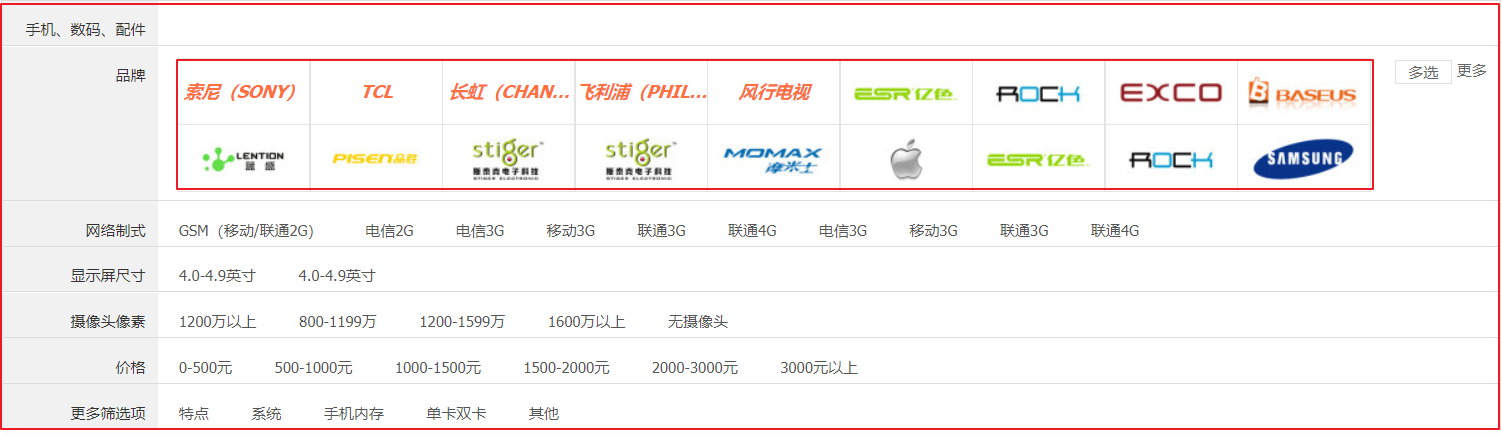 手机、数码、配件
品牌
索尼（SONY） TCL 长虹（CHAN... 飞利浦（PHIL... 风行电视 ESR亿色 ROCK EXCO BASEUS 多选 更多
LENTION 蓝盛 PISEN品胜 stiger 斯泰克电子科技 STIGER ELECTRONIC stiger 斯泰克电子科技 STIGER ELECTRONIC MOMAX 摩米士 ESR亿色 ROCK SAMSUNG
网络制式 GSM（移动/联通2G） 电信2G 电信3G 移动3G 联通3G 联通4G 电信3G 移动3G 联通3G 联通4G
显示屏尺寸 4.0-4.9英寸 4.0-4.9英寸
摄像头像素 1200万以上 800-1199万 1200-1599万 1600万以上 无摄像头
价格 0-500元 500-1000元 1000-1500元 1500-2000元 2000-3000元 3000元以上
更多筛选项 特点 系统 手机内存 单卡双卡 其他